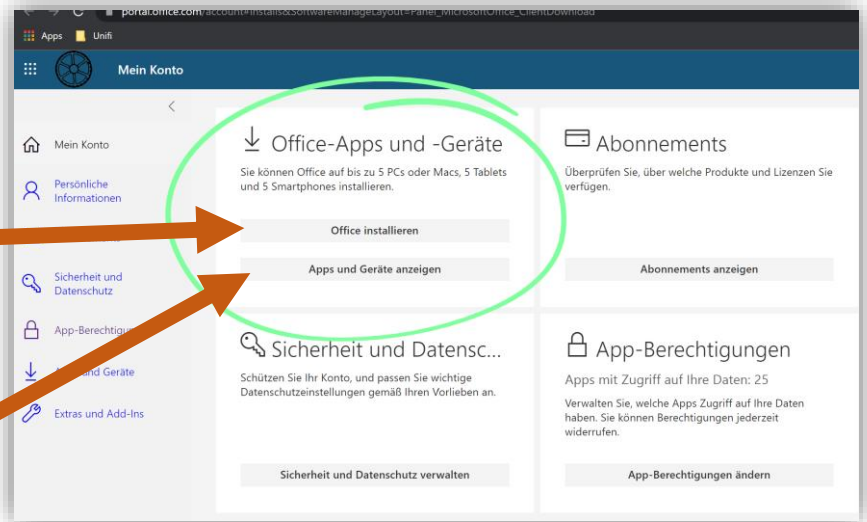 portal.office.com/account#installs&SoftwareManageLayout=Panel_MicrosoftOffice_ClientDownload
Apps Unifi
Mein Konto
Mein Konto
Persönliche
Informationen
Sicherheit und
Datenschutz
App-Berechtigun
und Geräte
Extras und Add-Ins
Office-Apps und -Geräte
Sie können Office auf bis zu 5 PCs oder Macs, 5 Tablets
und 5 Smartphones installieren.
Office installieren
Apps und Geräte anzeigen
Abonnements
Überprüfen Sie, über welche Produkte und Lizenzen Sie
verfügen.
Abonnements anzeigen
Sicherheit und Datensc...
Schützen Sie Ihr Konto, und passen Sie wichtige
Datenschutzeinstellungen gemäß Ihren Vorlieben an.
Sicherheit und Datenschutz verwalten
App-Berechtigungen
Apps mit Zugriff auf Ihre Daten: 25
Verwalten Sie, welche Apps Zugriff auf Ihre Daten
haben. Sie können Berechtigungen jederzeit
widerrufen.
App-Berechtigungen ändern